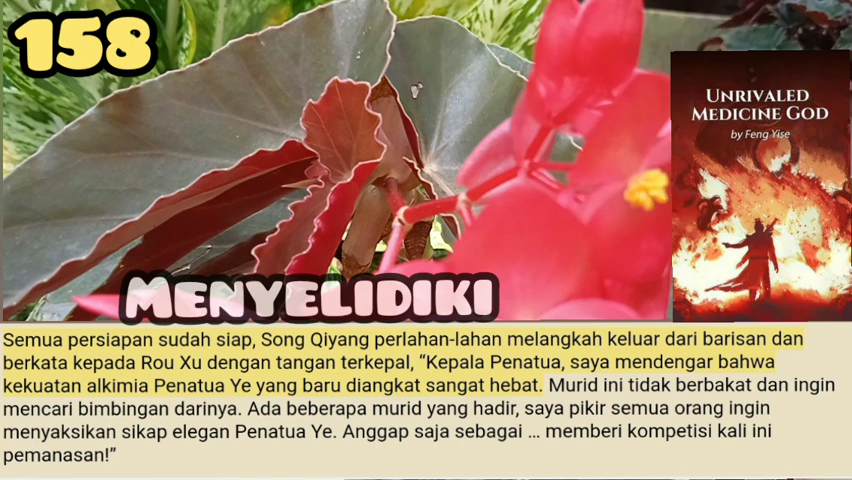 158
UNRIVALED
MEDICINE GOD
by Feng Yise
MENYELIDIKI
Semua persiapan sudah siap, Song Qiyang perlahan-lahan melangkah keluar dari barisan dan
berkata kepada Rou Xu dengan tangan terkepal, “Kepala Penatua, saya mendengar bahwa
kekuatan alkimia Penatua Ye yang baru diangkat sangat hebat. Murid ini tidak berbakat dan ingin
mencari bimbingan darinya. Ada beberapa murid yang hadir, saya pikir semua orang ingin
menyaksikan sikap elegan Penatua Ye. Anggap saja sebagai ... memberi kompetisi kali ini
pemanasan!”